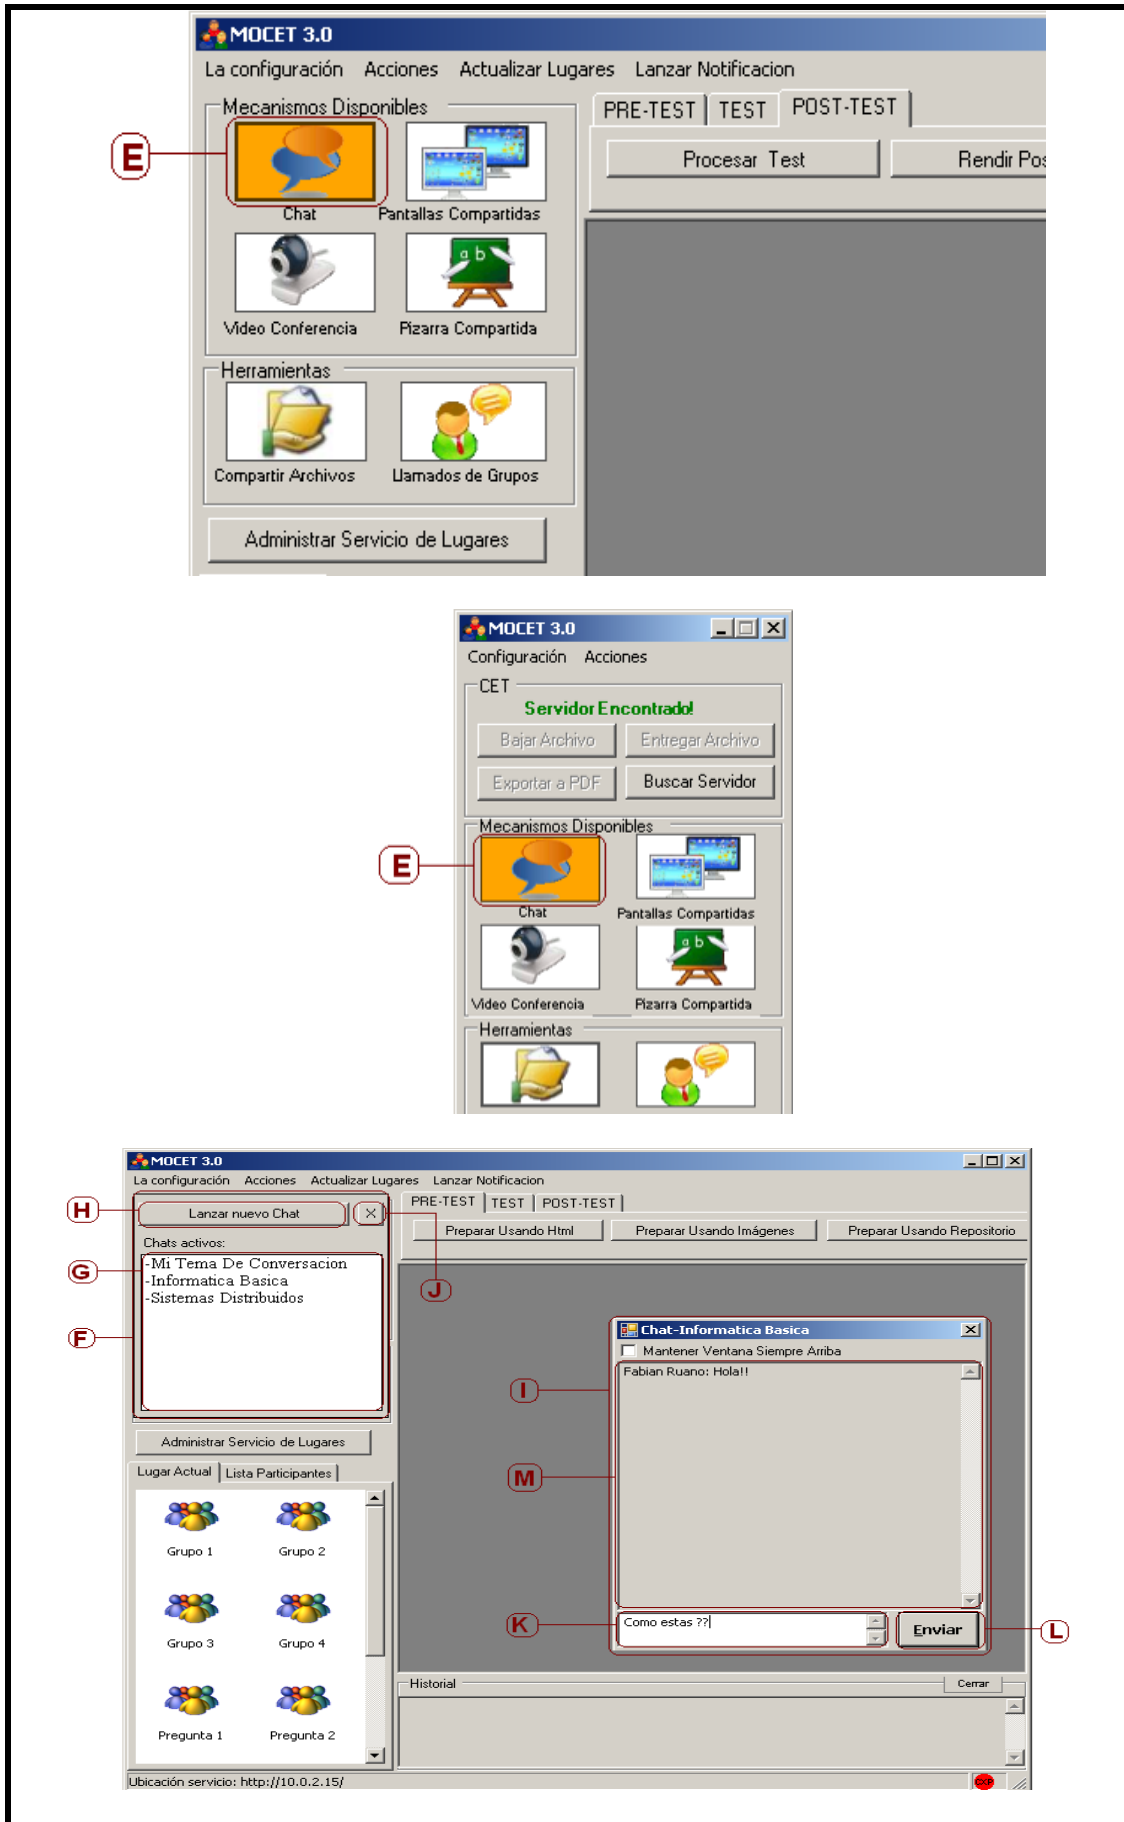 MOCET 3.0
La configuración Acciones Actualizar Lugares Lanzar Notificacion
Mecanismos Disponibles
PRE-TEST TEST POST-TEST
E
Procesar Test Rendir Pos
Chat Pantallas Compartidas
a b
Video Conferencia Pizarra Compartida
Herramientas
Compartir Archivos Llamados de Grupos
Administrar Servicio de Lugares
MOCET 3.0
Configuración Acciones
CET
Servidor Encontrado!
Bajar Archivo Entregar Archivo
Exportar a PDF Buscar Servidor
Mecanismos Disponibles
E
Chat Pantallas Compartidas
a b
Video Conferencia Pizarra Compartida
Herramientas
MOCET 3.0
La configuración Acciones Actualizar Lugares Lanzar Notificacion
PRE-TEST TEST POST-TEST
H
Lanzar nuevo Chat X
Preparar Usando Html Preparar Usando Imágenes Preparar Usando Repositorio
Chats activos:
G
-Mi Tema De Conversacion
-Informatica Basica
-Sistemas Distribuidos
J
F
Chat-Informatica Basica
Mantener Ventana Siempre Arriba
Fabian Ruano: Hola!!
I
Administrar Servicio de Lugares
Lugar Actual Lista Participantes
M
Grupo 1 Grupo 2
K
Como estas ??
Enviar
L
Grupo 3 Grupo 4
Historial Cerrar
Pregunta 1 Pregunta 2
Ubicación servicio: http://10.0.2.15/
CXP